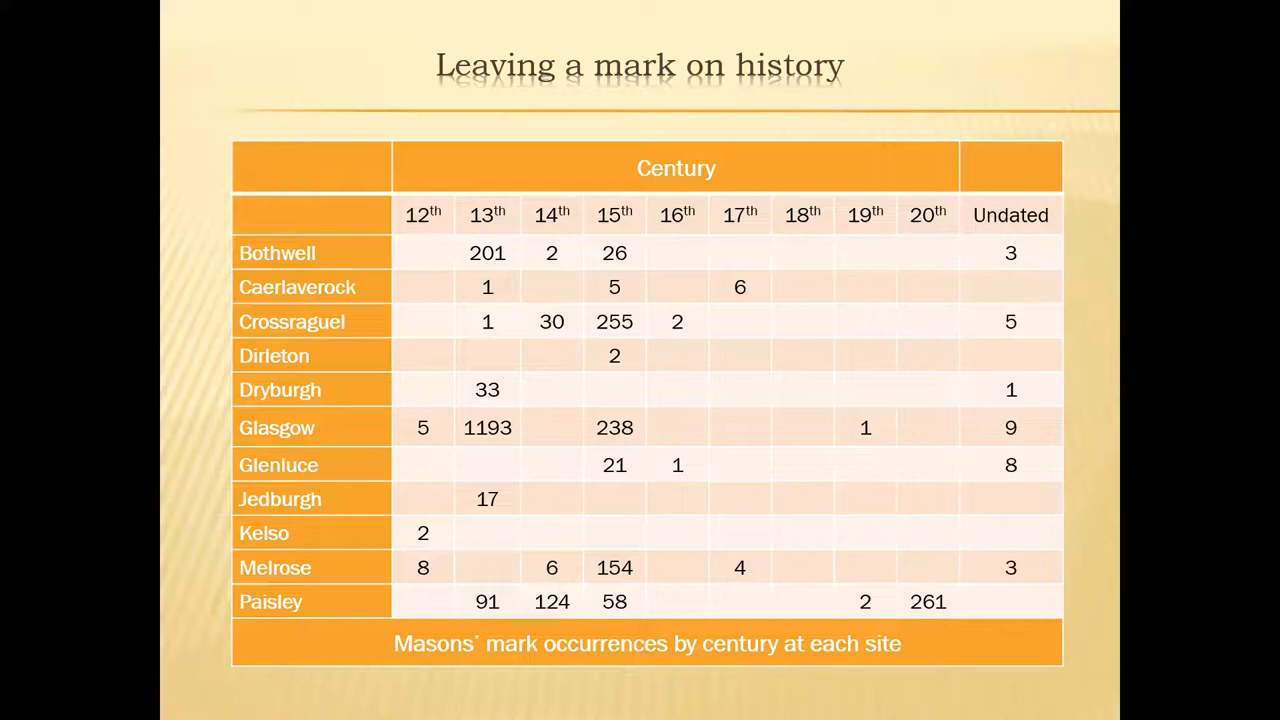 Leaving a mark on history
Century
12th 13th 14th 15th 16th 17th 18th 19th 20th Undated
Bothwell 201 2 26 3
Caerlaverock 1 5 6
Crossraguel 1 30 255 2 5
Dirleton 2
Dryburgh 33 1
Glasgow 5 1193 238 1 9
Glenluce 21 1 8
Jedburgh 17
Kelso 2
Melrose 8 6 154 4 3
Paisley 91 124 58 2 261
Masons' mark occurrences by century at each site